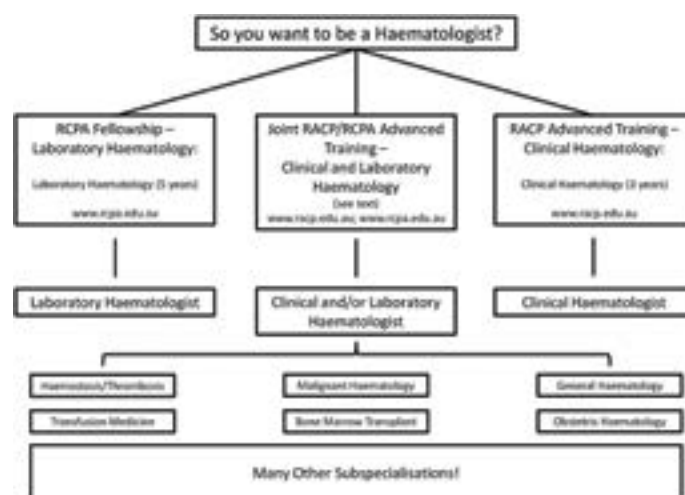 So you want to be a Haematologist?
RCPA Fellowship –
Laboratory Haematology:
Laboratory Haematology (5 years)
www.rcpa.edu.au
Joint RACP/RCPA Advanced
Training –
Clinical and Laboratory
Haematology
(see text)
www.racp.edu.au; www.rcpa.edu.au
RACP Advanced Training –
Clinical Haematology:
Clinical Haematology (3 years)
www.racp.edu.au
Laboratory Haematologist
Clinical and/or Laboratory
Haematologist
Clinical Haematologist
Haemostasis/Thrombosis
Malignant Haematology
General Haematology
Transfusion Medicine
Bone Marrow Transplant
Obstetric Haematology
Many Other Subspecialisations!